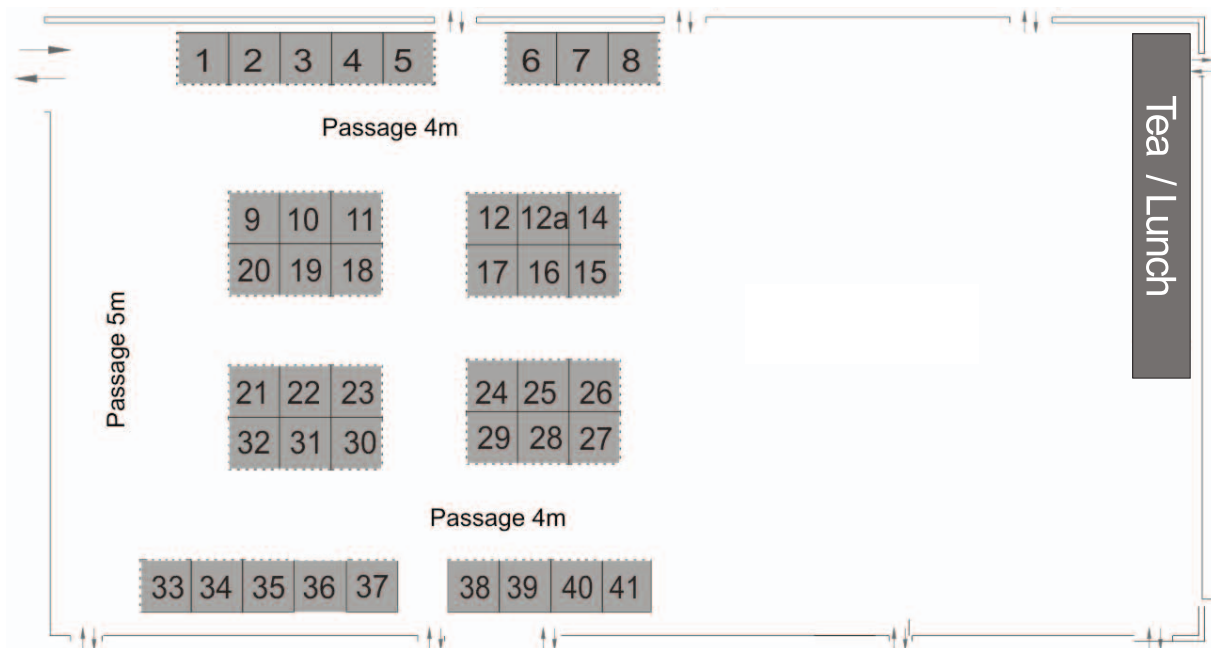 1 2 3 4 5 6 7 8
Passage 4m
Tea / Lunch
9 10 11 12 12a 14
20 19 18 17 16 15
Passage 5m
21 22 23 24 25 26
32 31 30 29 28 27
Passage 4m
33 34 35 36 37 38 39 40 41